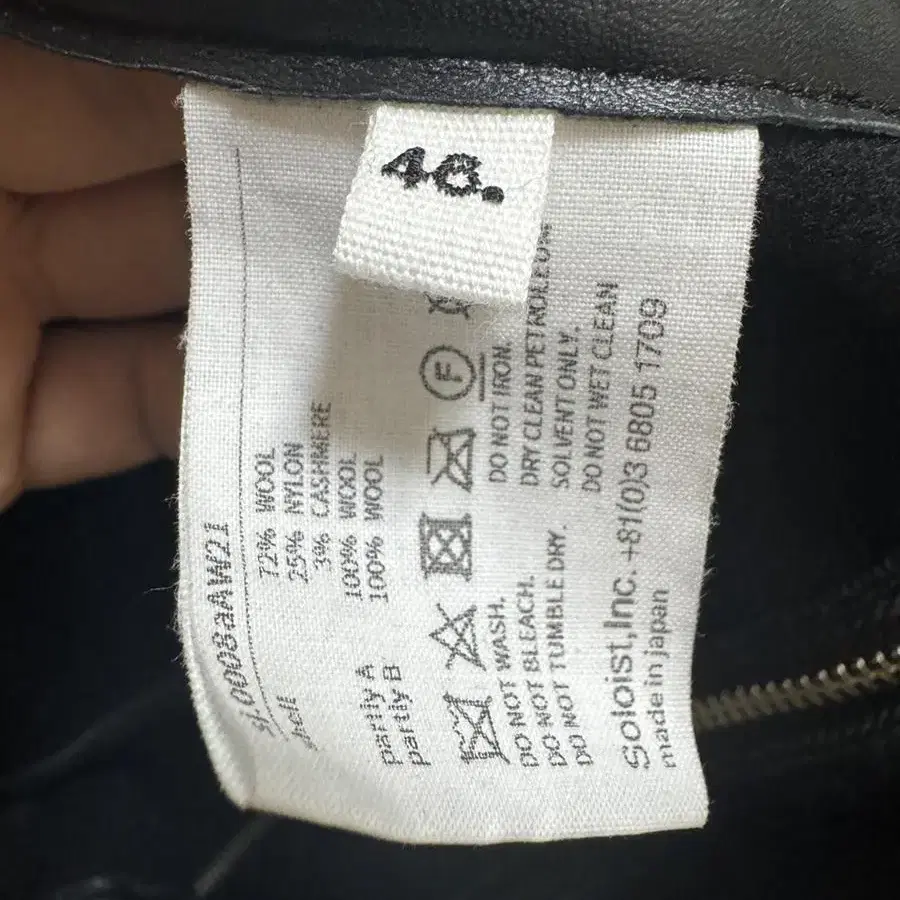 46.
sj.0008aAW21
hell
72% WOOL
25% NYLON
3% CASHMERE
partly A 100% WOOL
partly B 100% WOOL
F
DO NOT WASH.
DO NOT BLEACH.
DO NOT TUMBLE DRY.
DO NOT IRON.
DRY CLEAN PETROLEUM
SOLVENT ONLY.
DO NOT WET CLEAN
Soloist,Inc. +81(0)3 6805 1709
made in japan